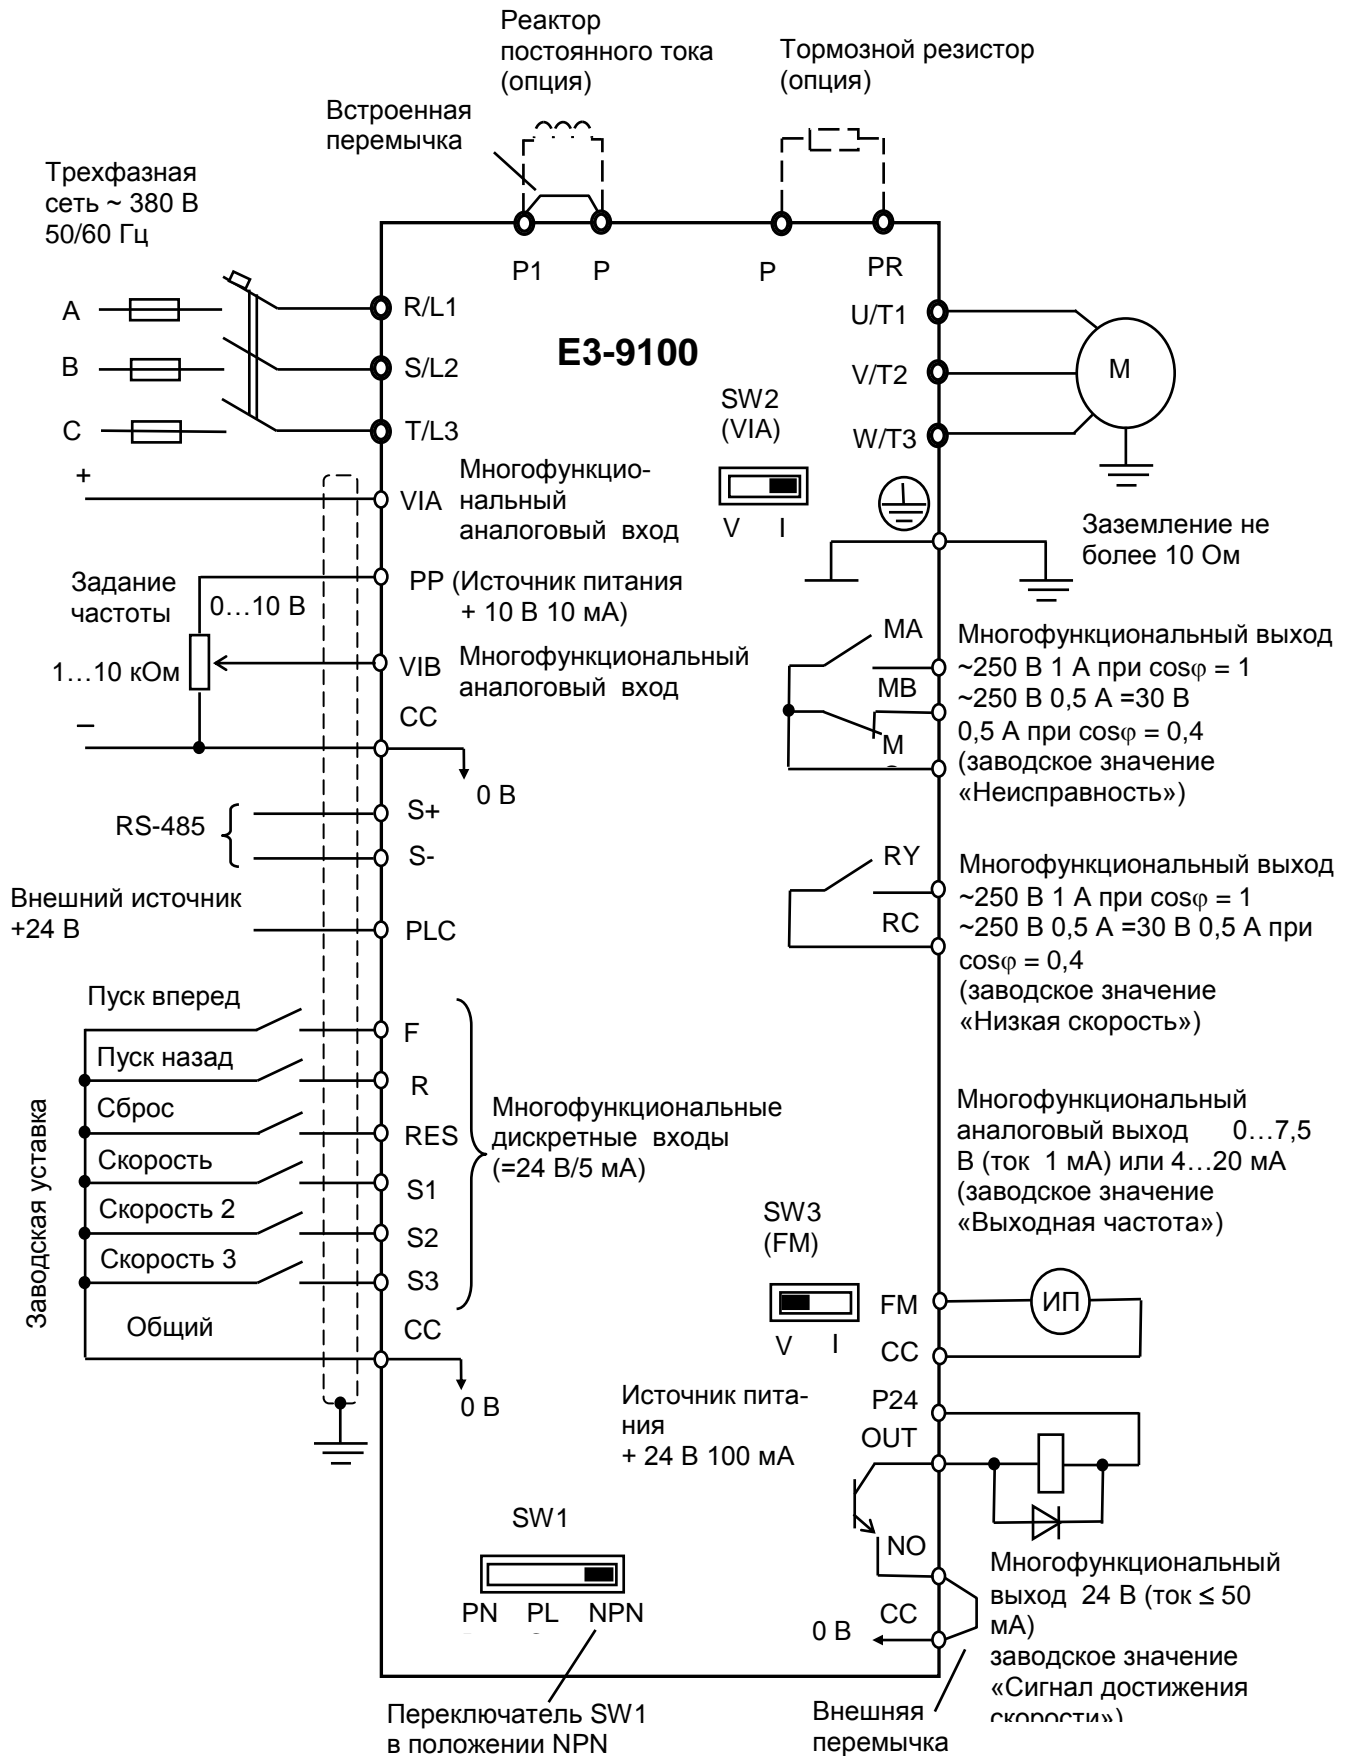 Реактор
постоянного тока
(опция)
Тормозной резистор
(опция)
Встроенная
перемычка
Трехфазная
сеть ~ 380 В
50/60 Гц
P1
P
P
PR
A
B
C
R/L1
S/L2
T/L3
E3-9100
U/T1
V/T2
W/T3
M
SW2
(VIA)
V I
+
VIA
Многофункцио-
нальный
аналоговый вход
Заземление не
более 10 Ом
Задание
частоты
0…10 В
1…10 кОм
PP (Источник питания
+ 10 В 10 мА)
VIB
Многофункциональный
аналоговый вход
CC
–
0 В
MA
MB
M
Многофункциональный выход
~250 В 1 А при cosφ = 1
~250 В 0,5 А =30 В
0,5 А при cosφ = 0,4
(заводское значение
«Неисправность»)
RS-485
S+
S-
Внешний источник
+24 В
PLC
RY
RC
Многофункциональный выход
~250 В 1 А при cosφ = 1
~250 В 0,5 А =30 В 0,5 А при
cosφ = 0,4
(заводское значение
«Низкая скорость»)
Заводская уставка
Пуск вперед
F
Пуск назад
R
Сброс
RES
Скорость
S1
Скорость 2
S2
Скорость 3
S3
Общий
CC
0 В
Многофункциональные
дискретные входы
(=24 В/5 мА)
Многофункциональный
аналоговый выход 0…7,5
В (ток 1 мА) или 4…20 мА
(заводское значение
«Выходная частота»)
SW3
(FM)
V I
FM
ИП
CC
Источник пита-
ния
+ 24 В 100 мА
P24
OUT
NO
CC
0 В
SW1
PN PL NPN
Переключатель SW1
в положении NPN
Внешняя
перемычка
Многофункциональный
выход 24 В (ток ≤ 50
мА)
заводское значение
«Сигнал достижения
скорости»)